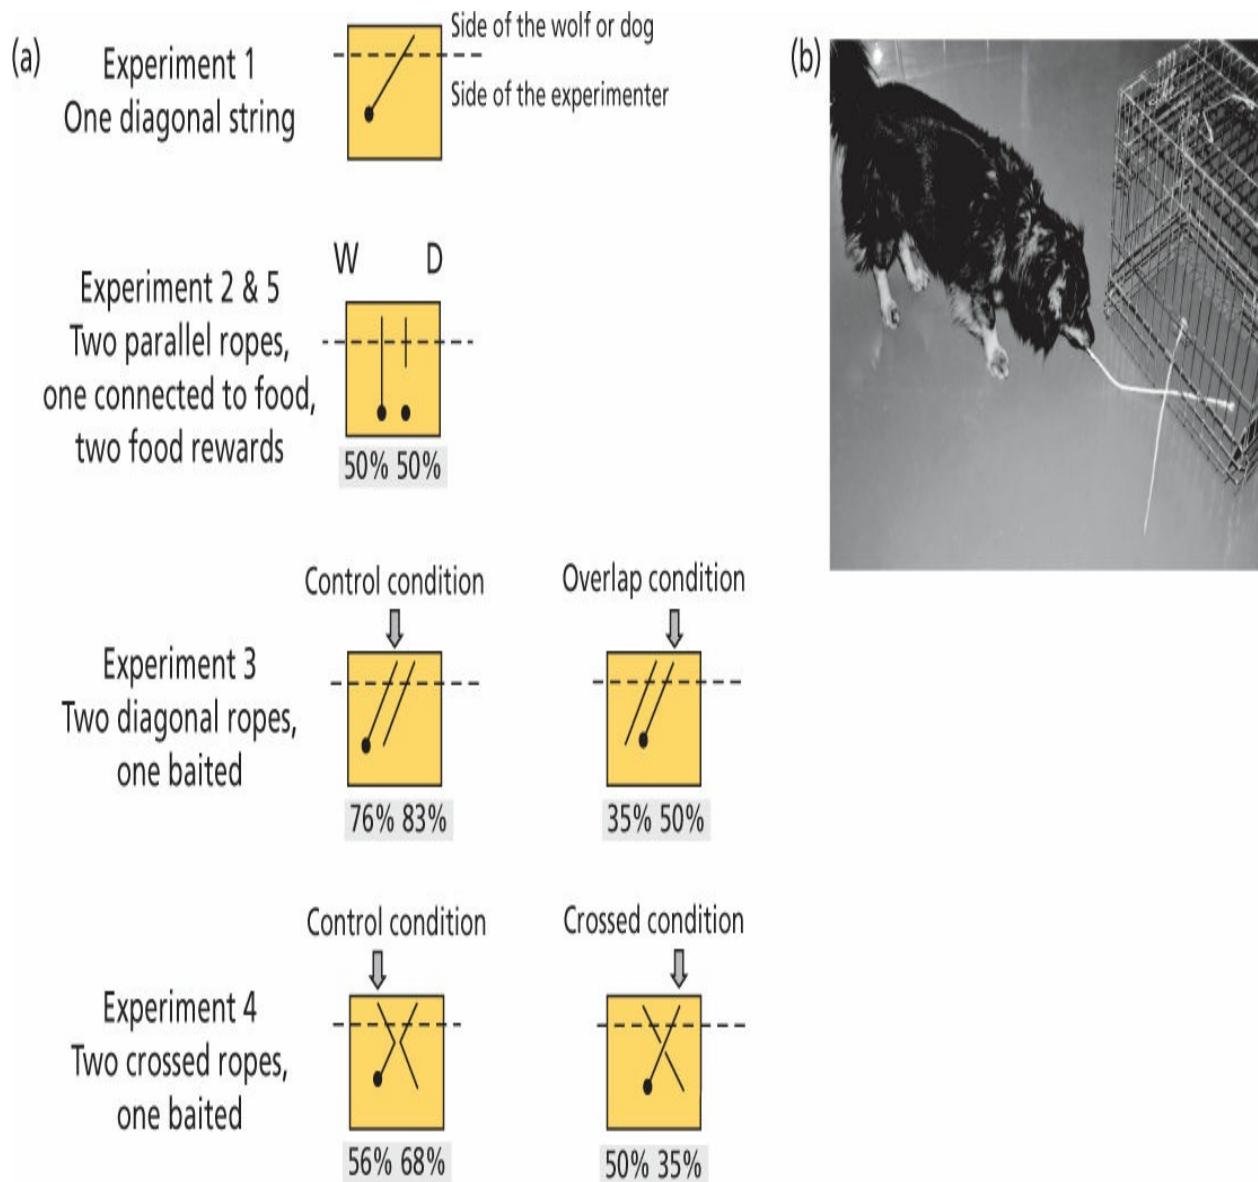 (a)
Experiment 1
One diagonal string
Side of the wolf or dog
Side of the experimenter
(b)
W D
Experiment 2 & 5
Two parallel ropes,
one connected to food,
two food rewards
50% 50%
Control condition
Overlap condition
Experiment 3
Two diagonal ropes,
one baited
76% 83%
35% 50%
Control condition
Crossed condition
Experiment 4
Two crossed ropes,
one baited
56% 68%
50% 35%